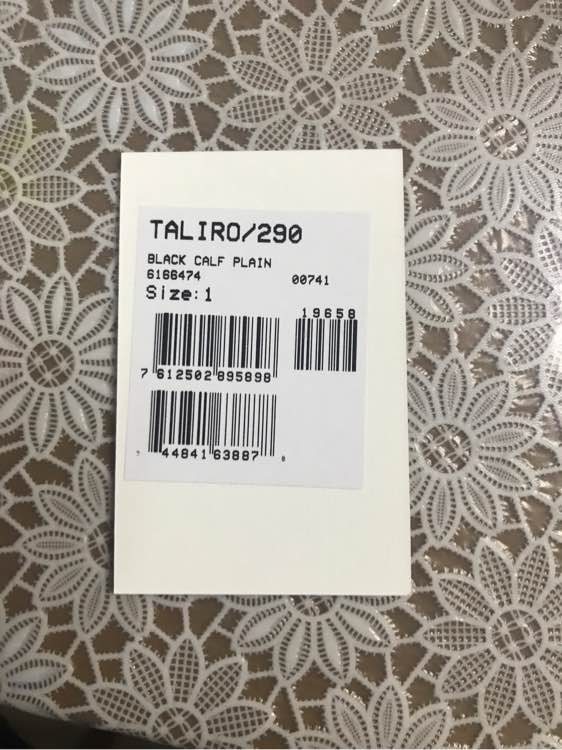 TALIRO/290
BLACK CALF PLAIN
6166474 00741
Size: 1
19658
7 612502 895898
44841 63887